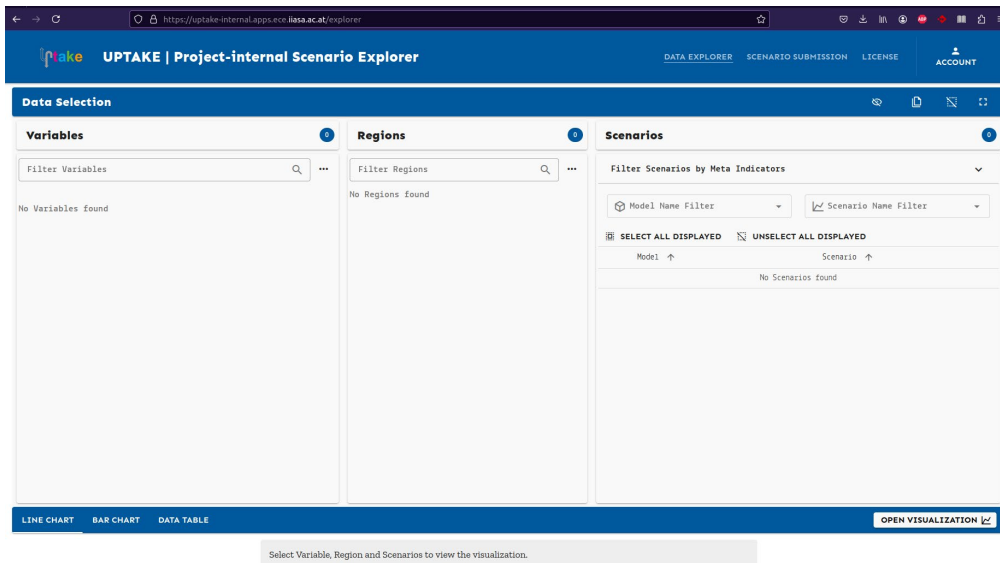 https://uptake-internal.apps.ece.iiasa.ac.at/explorer
uptake UPTAKE | Project-internal Scenario Explorer
DATA EXPLORER SCENARIO SUBMISSION LICENSE ACCOUNT
Data Selection
Variables 0
Regions 0
Scenarios 0
Filter Variables
No Variables found
Filter Regions
No Regions found
Filter Scenarios by Meta Indicators
Model Name Filter
Scenario Name Filter
SELECT ALL DISPLAYED UNSELECT ALL DISPLAYED
Model Scenario
No Scenarios found
LINE CHART BAR CHART DATA TABLE OPEN VISUALIZATION
Select Variable, Region and Scenarios to view the visualization.